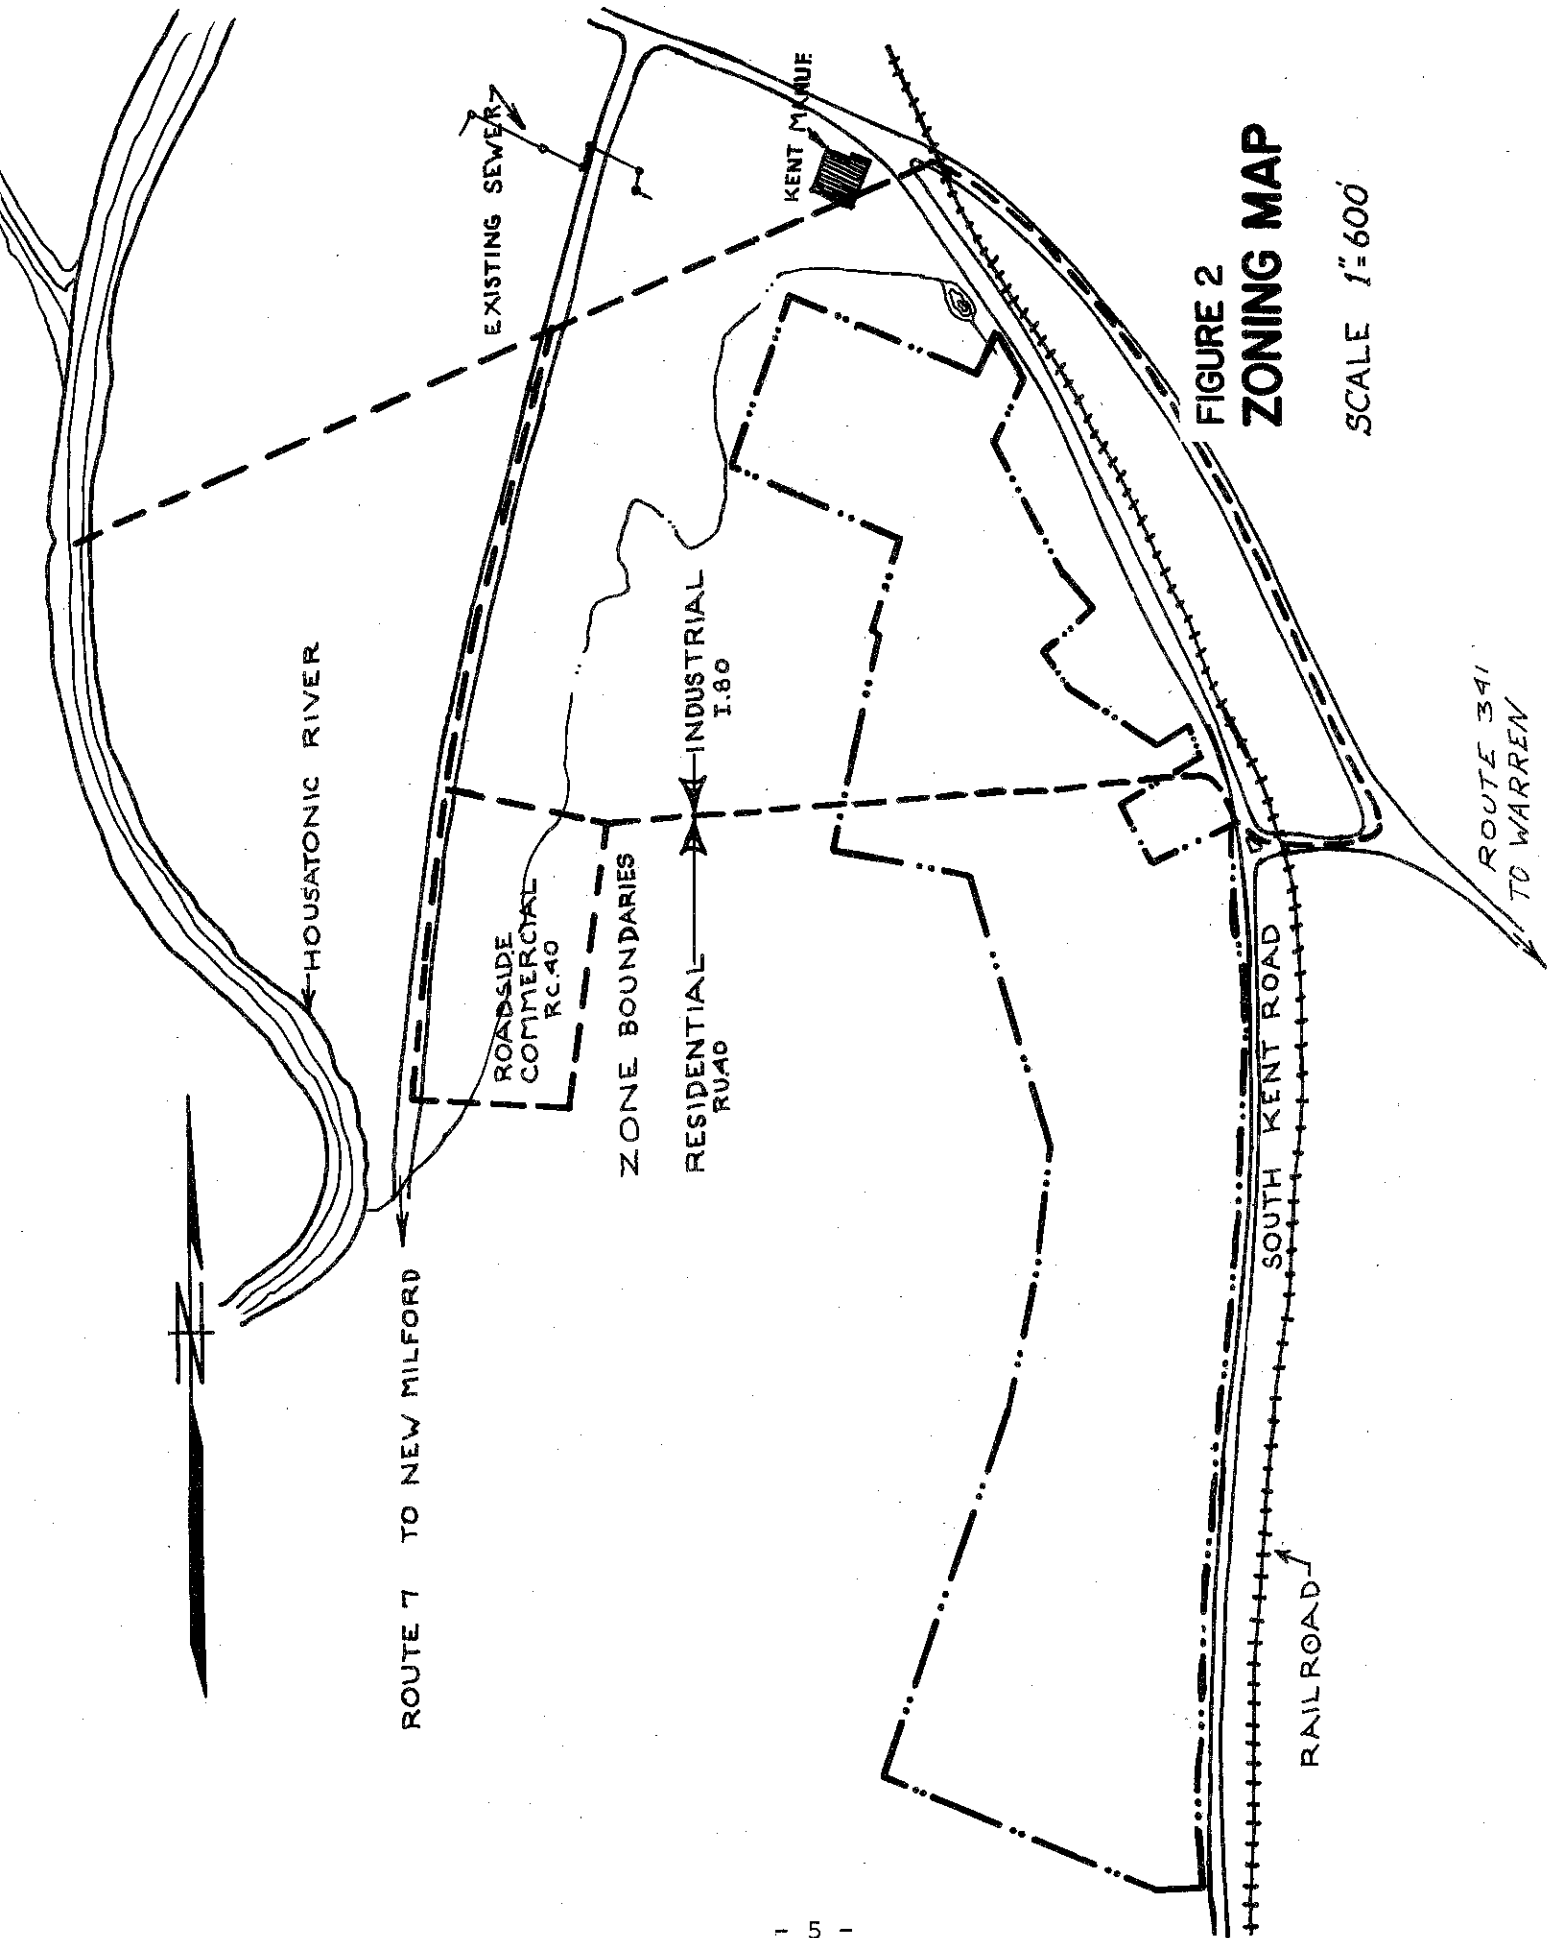 HOUSATONIC RIVER
EXISTING SEWER
KENT MANUF.
ROUTE 7 TO NEW MILFORD
ROADSIDE
COMMERCIAL
RC.40
ZONE BOUNDARIES
RESIDENTIAL
RU.40
INDUSTRIAL
I.80
N
SOUTH KENT ROAD
RAILROAD
ROUTE 341
TO WARREN
FIGURE 2
ZONING MAP
SCALE 1"=600'
- 5 -